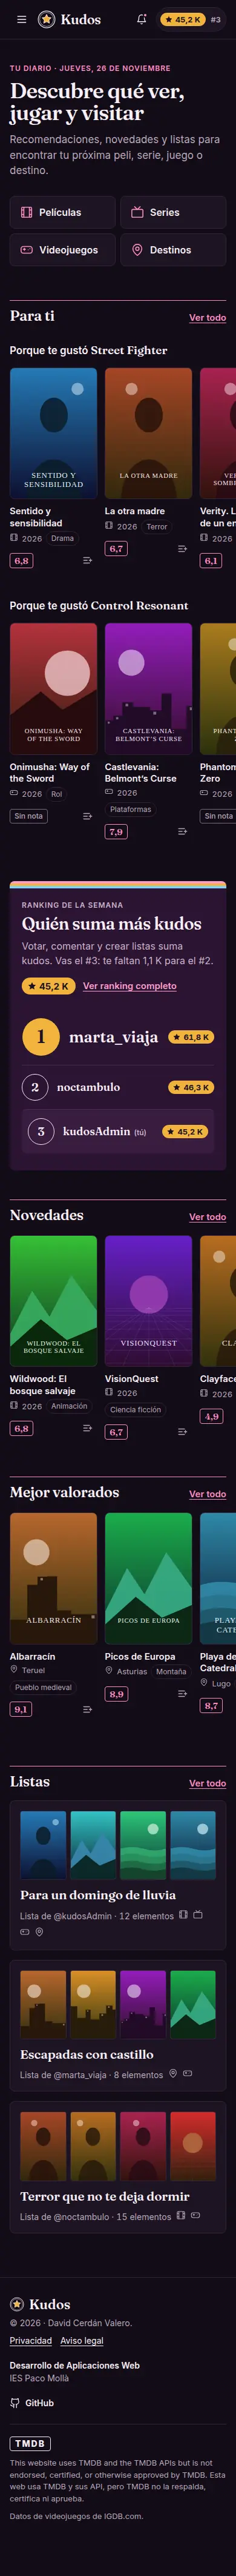 Kudos
45,2 K
#3
TU DIARIO · JUEVES, 26 DE NOVIEMBRE
Descubre qué ver,
jugar y visitar
Recomendaciones, novedades y listas para
encontrar tu próxima peli, serie, juego o
destino.
Películas
Series
Videojuegos
Destinos
Para ti
Ver todo
Porque te gustó Street Fighter
SENTIDO Y
SENSIBILIDAD
Sentido y
sensibilidad
2026 Drama
6,8
LA OTRA MADRE
La otra madre
2026 Terror
6,7
Verity. L
de un en
2026
6,1
Porque te gustó Control Resonant
ONIMUSHA: WAY
OF THE SWORD
Onimusha: Way of
the Sword
2026 Rol
Sin nota
CASTLEVANIA:
BELMONT'S CURSE
Castlevania:
Belmont's Curse
2026
Plataformas
7,9
Phantom
Zero
2026
Sin nota
RANKING DE LA SEMANA
Quién suma más kudos
Votar, comentar y crear listas suma
kudos. Vas el #3: te faltan 1,1 K para el #2.
45,2 K
Ver ranking completo
1 marta_viaja 61,8 K
2 noctambulo 46,3 K
3 kudosAdmin (tú) 45,2 K
Novedades
Ver todo
WILDWOOD: EL
BOSQUE SALVAJE
Wildwood: El
bosque salvaje
2026 Animación
6,8
VISIONQUEST
VisionQuest
2026
Ciencia ficción
6,7
CLA
Clayface
2026
4,9
Mejor valorados
Ver todo
ALBARRACÍN
Albarracín
Teruel
Pueblo medieval
9,1
PICOS DE EUROPA
Picos de Europa
Asturias Montaña
8,9
PLAY
CATE
Playa de
Catedral
Lugo
8,7
Listas
Ver todo
Para un domingo de lluvia
Lista de @kudosAdmin · 12 elementos
Escapadas con castillo
Lista de @marta_viaja · 8 elementos
Terror que no te deja dormir
Lista de @noctambulo · 15 elementos
Kudos
© 2026 · David Cerdán Valero.
Privacidad Aviso legal
Desarrollo de Aplicaciones Web
IES Paco Mollà
GitHub
TMDB
This website uses TMDB and the TMDB APIs but is not
endorsed, certified, or otherwise approved by TMDB. Esta
web usa TMDB y sus API, pero TMDB no la respalda,
certifica ni aprueba.
Datos de videojuegos de IGDB.com.